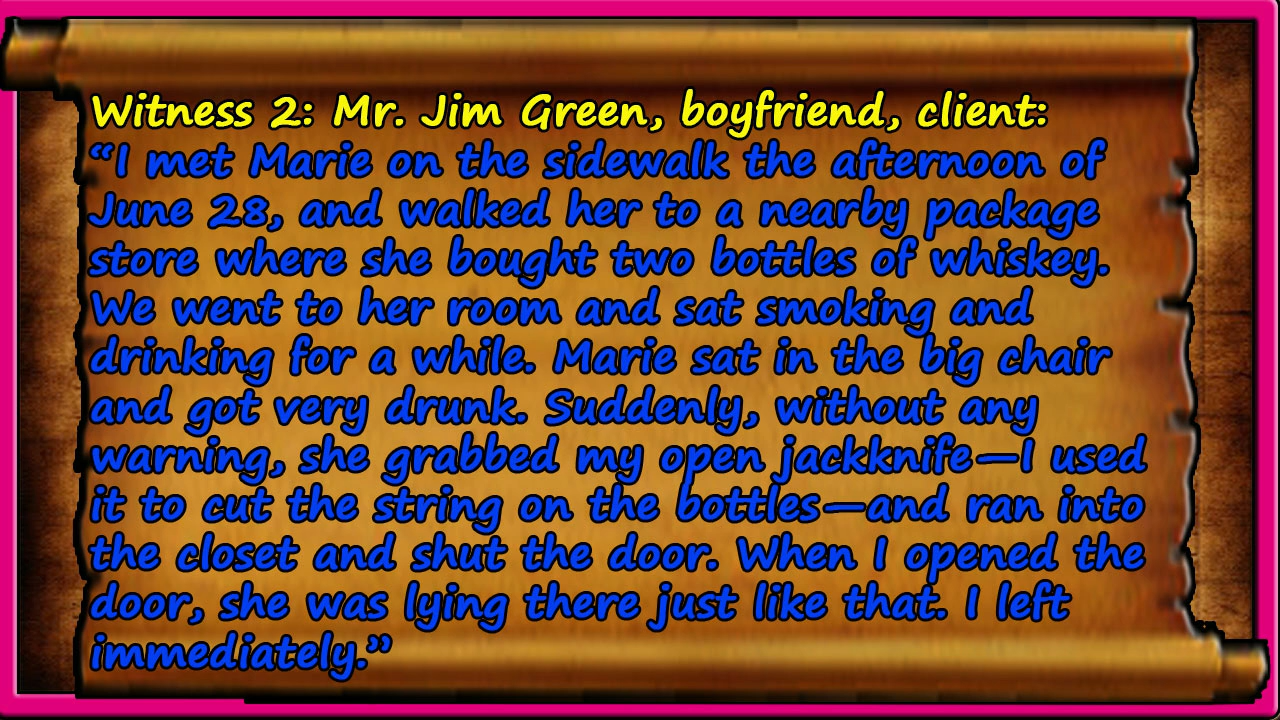 Witness 2: Mr. Jim Green, boyfriend, client:
“I met Marie on the sidewalk the afternoon of
June 28, and walked her to a nearby package
store where she bought two bottles of whiskey.
We went to her room and sat smoking and
drinking for a while. Marie sat in the big chair
and got very drunk. Suddenly, without any
warning, she grabbed my open jackknife—I used
it to cut the string on the bottles—and ran into
the closet and shut the door. When I opened the
door, she was lying there just like that. I left
immediately.”